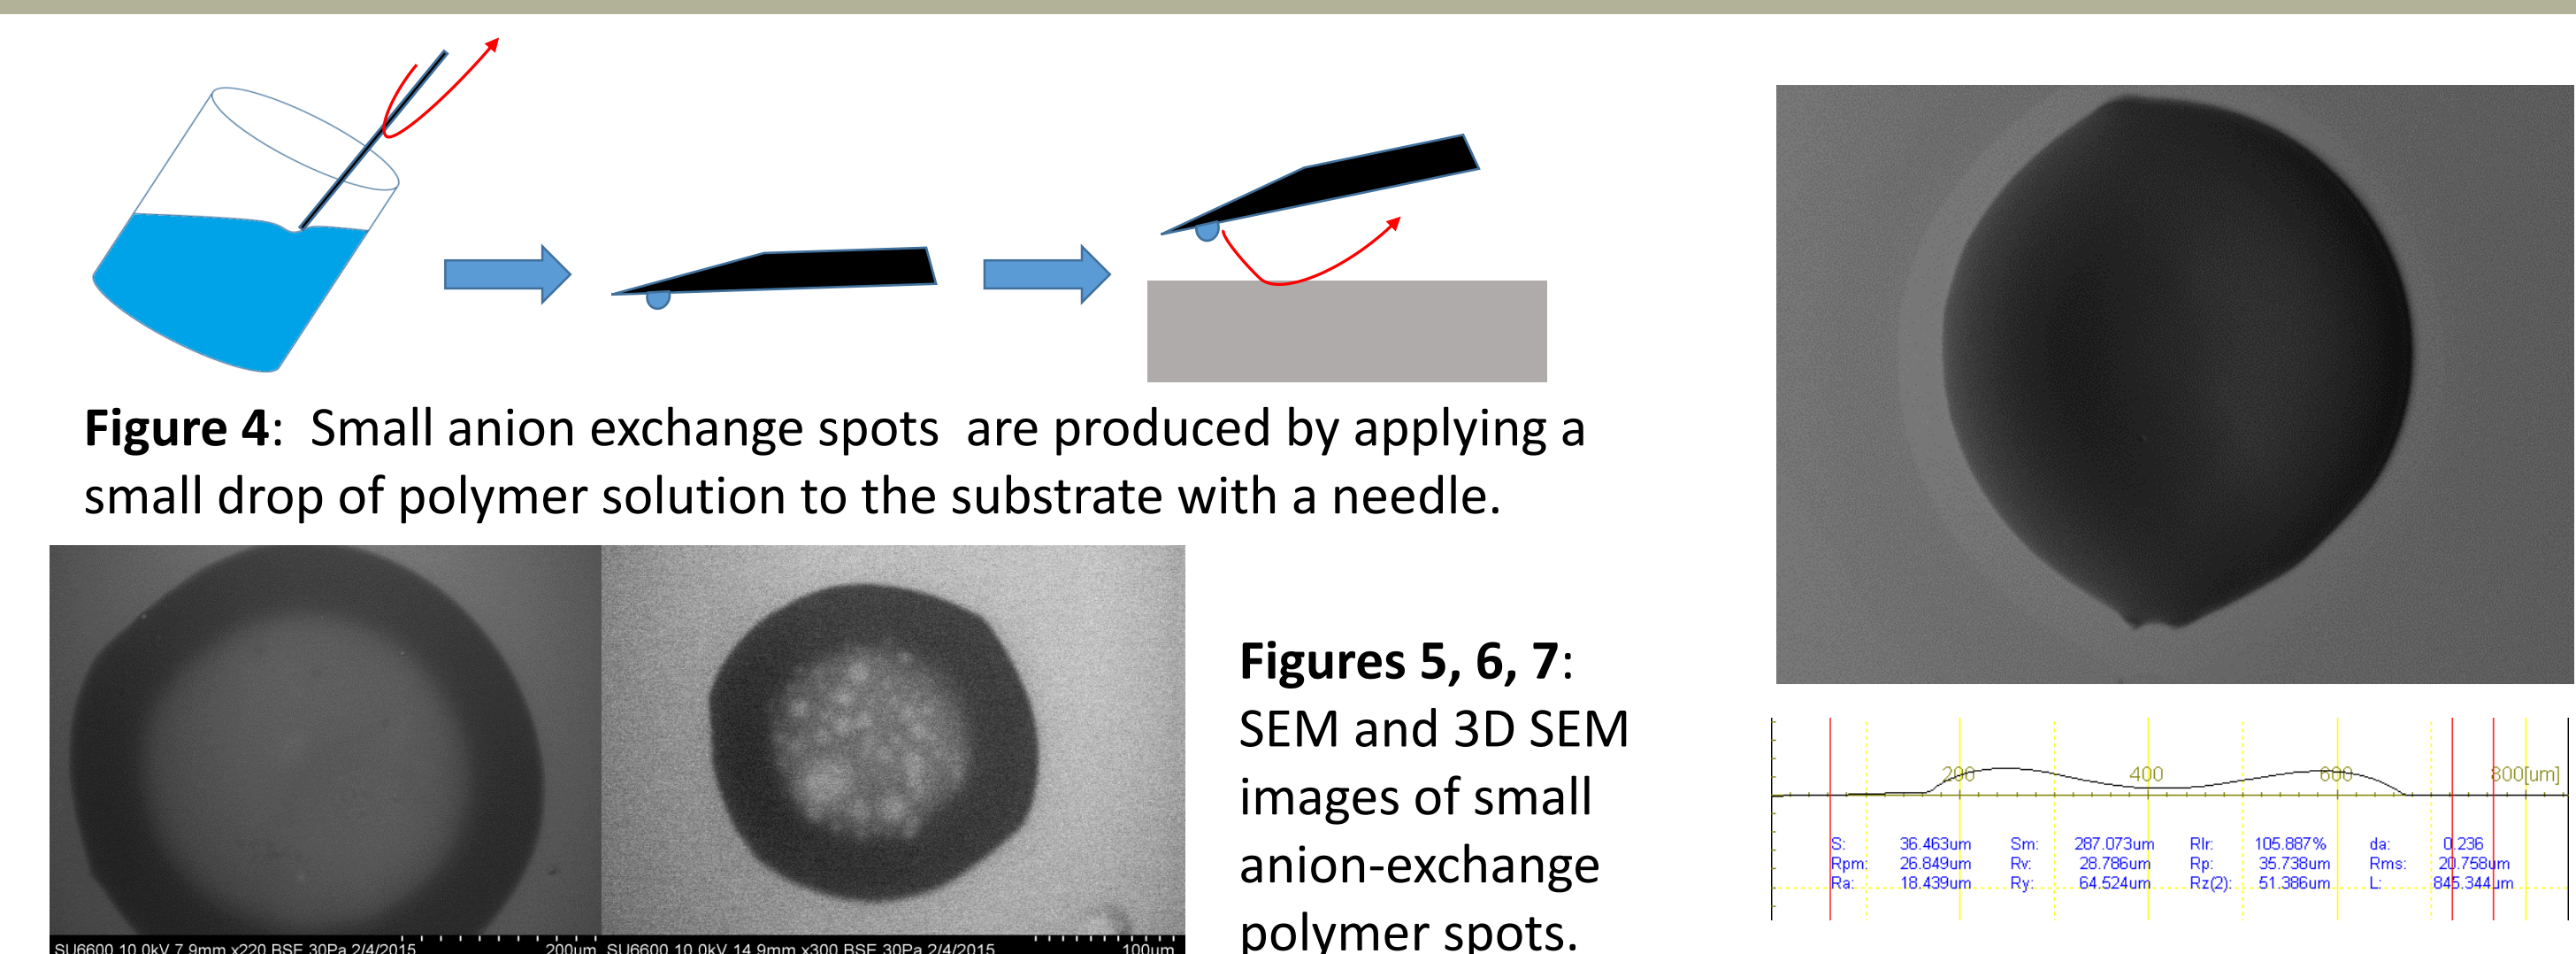 Figure 4:  Small anion exchange spots  are produced by applying a
small drop of polymer solution to the substrate with a needle.
SU6600 10.0kV 7.9mm x220 BSE 30Pa 2/4/2015 200um
SU6600 10.0kV 14.9mm x300 BSE 30Pa 2/4/2015 100um
Figures 5, 6, 7:
SEM and 3D SEM
images of small
anion-exchange
polymer spots.
200 400 600 800[um]
S: 36.463um Sm: 287.073um Rlr: 105.887% da: 0.236
Rpm: 26.849um Rv: 28.786um Rp: 35.738um Rms: 20.758um
Ra: 18.439um Ry: 64.524um Rz(2): 51.386um L: 845.344um